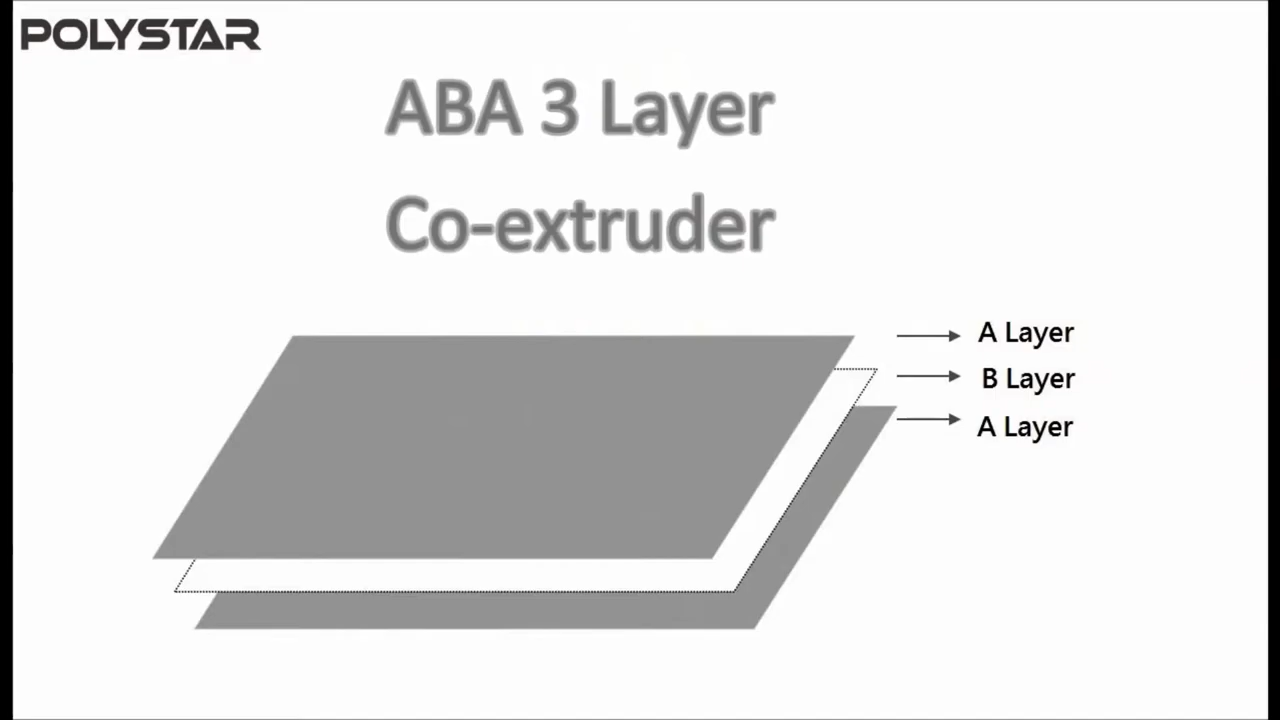 POLYSTAR
ABA 3 Layer
Co-extruder
A Layer
B Layer
A Layer